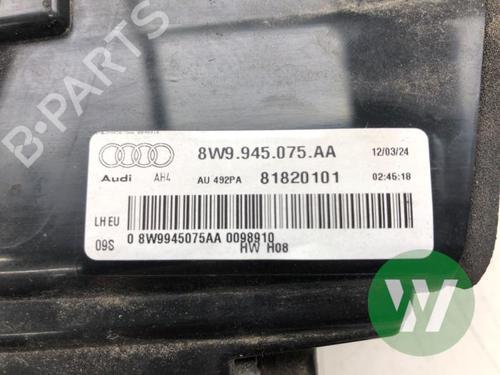 B-PARTS
8W9.945.075.AA 12/03/24
Audi AH4 AU 492PA 81820101 02:45:18
LH EU
09S 0 8W9945075AA 0098910
HW H08
W